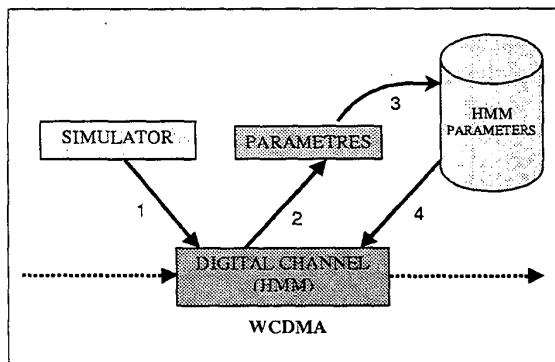 3
HMM
PARAMETERS
SIMULATOR
PARAMETRES
1
2
4
DIGITAL CHANNEL
(HMM)
WCDMA